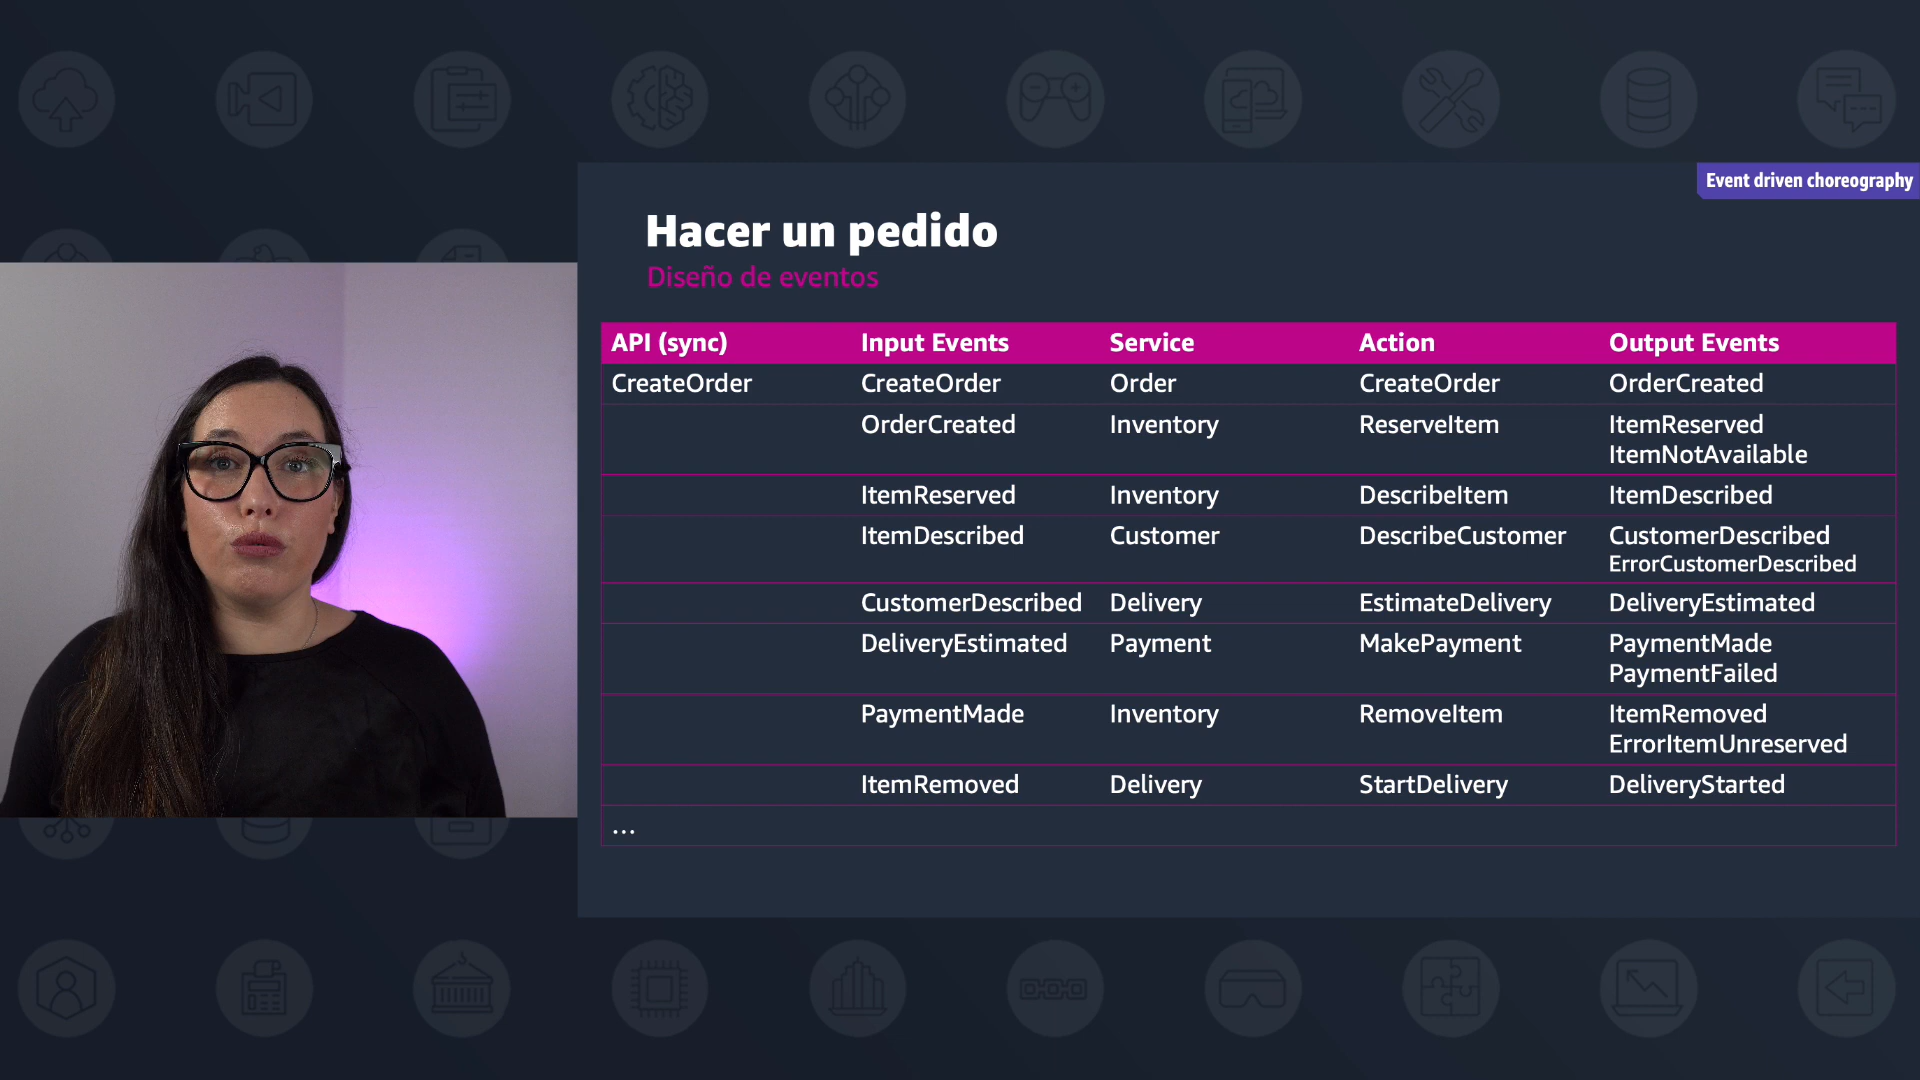 Event driven choreography
Hacer un pedido
Diseño de eventos
API (sync) Input Events Service Action Output Events
CreateOrder CreateOrder Order CreateOrder OrderCreated
OrderCreated Inventory ReserveItem ItemReserved
ItemNotAvailable
ItemReserved Inventory DescribeItem ItemDescribed
ItemDescribed Customer DescribeCustomer CustomerDescribed
ErrorCustomerDescribed
CustomerDescribed Delivery EstimateDelivery DeliveryEstimated
DeliveryEstimated Payment MakePayment PaymentMade
PaymentFailed
PaymentMade Inventory RemoveItem ItemRemoved
ErrorItemUnreserved
ItemRemoved Delivery StartDelivery DeliveryStarted
...